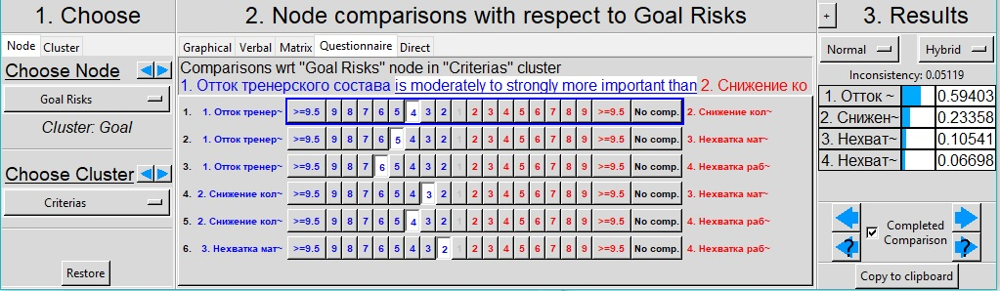 1. Choose
Node Cluster
Choose Node
Goal Risks
Cluster: Goal
Choose Cluster
Criterias
Restore
2. Node comparisons with respect to Goal Risks
Graphical Verbal Matrix Questionnaire Direct
Comparisons wrt "Goal Risks" node in "Criterias" cluster
1. Отток тренерского состава is moderately to strongly more important than 2. Снижение ко
1. 1. Отток тренер~ >=9.5 9 8 7 6 5 4 3 2 1 2 3 4 5 6 7 8 9 >=9.5 No comp. 2. Снижение кол~
2. 1. Отток тренер~ >=9.5 9 8 7 6 5 4 3 2 1 2 3 4 5 6 7 8 9 >=9.5 No comp. 3. Нехватка мат~
3. 1. Отток тренер~ >=9.5 9 8 7 6 5 4 3 2 1 2 3 4 5 6 7 8 9 >=9.5 No comp. 4. Нехватка раб~
4. 2. Снижение кол~ >=9.5 9 8 7 6 5 4 3 2 1 2 3 4 5 6 7 8 9 >=9.5 No comp. 3. Нехватка мат~
5. 2. Снижение кол~ >=9.5 9 8 7 6 5 4 3 2 1 2 3 4 5 6 7 8 9 >=9.5 No comp. 4. Нехватка раб~
6. 3. Нехватка мат~ >=9.5 9 8 7 6 5 4 3 2 1 2 3 4 5 6 7 8 9 >=9.5 No comp. 4. Нехватка раб~
+ 3. Results
Normal Hybrid
Inconsistency: 0.05119
1. Отток ~ 0.59403
2. Снижен~ 0.23358
3. Нехват~ 0.10541
4. Нехват~ 0.06698
Completed
Comparison
? ?
Copy to clipboard